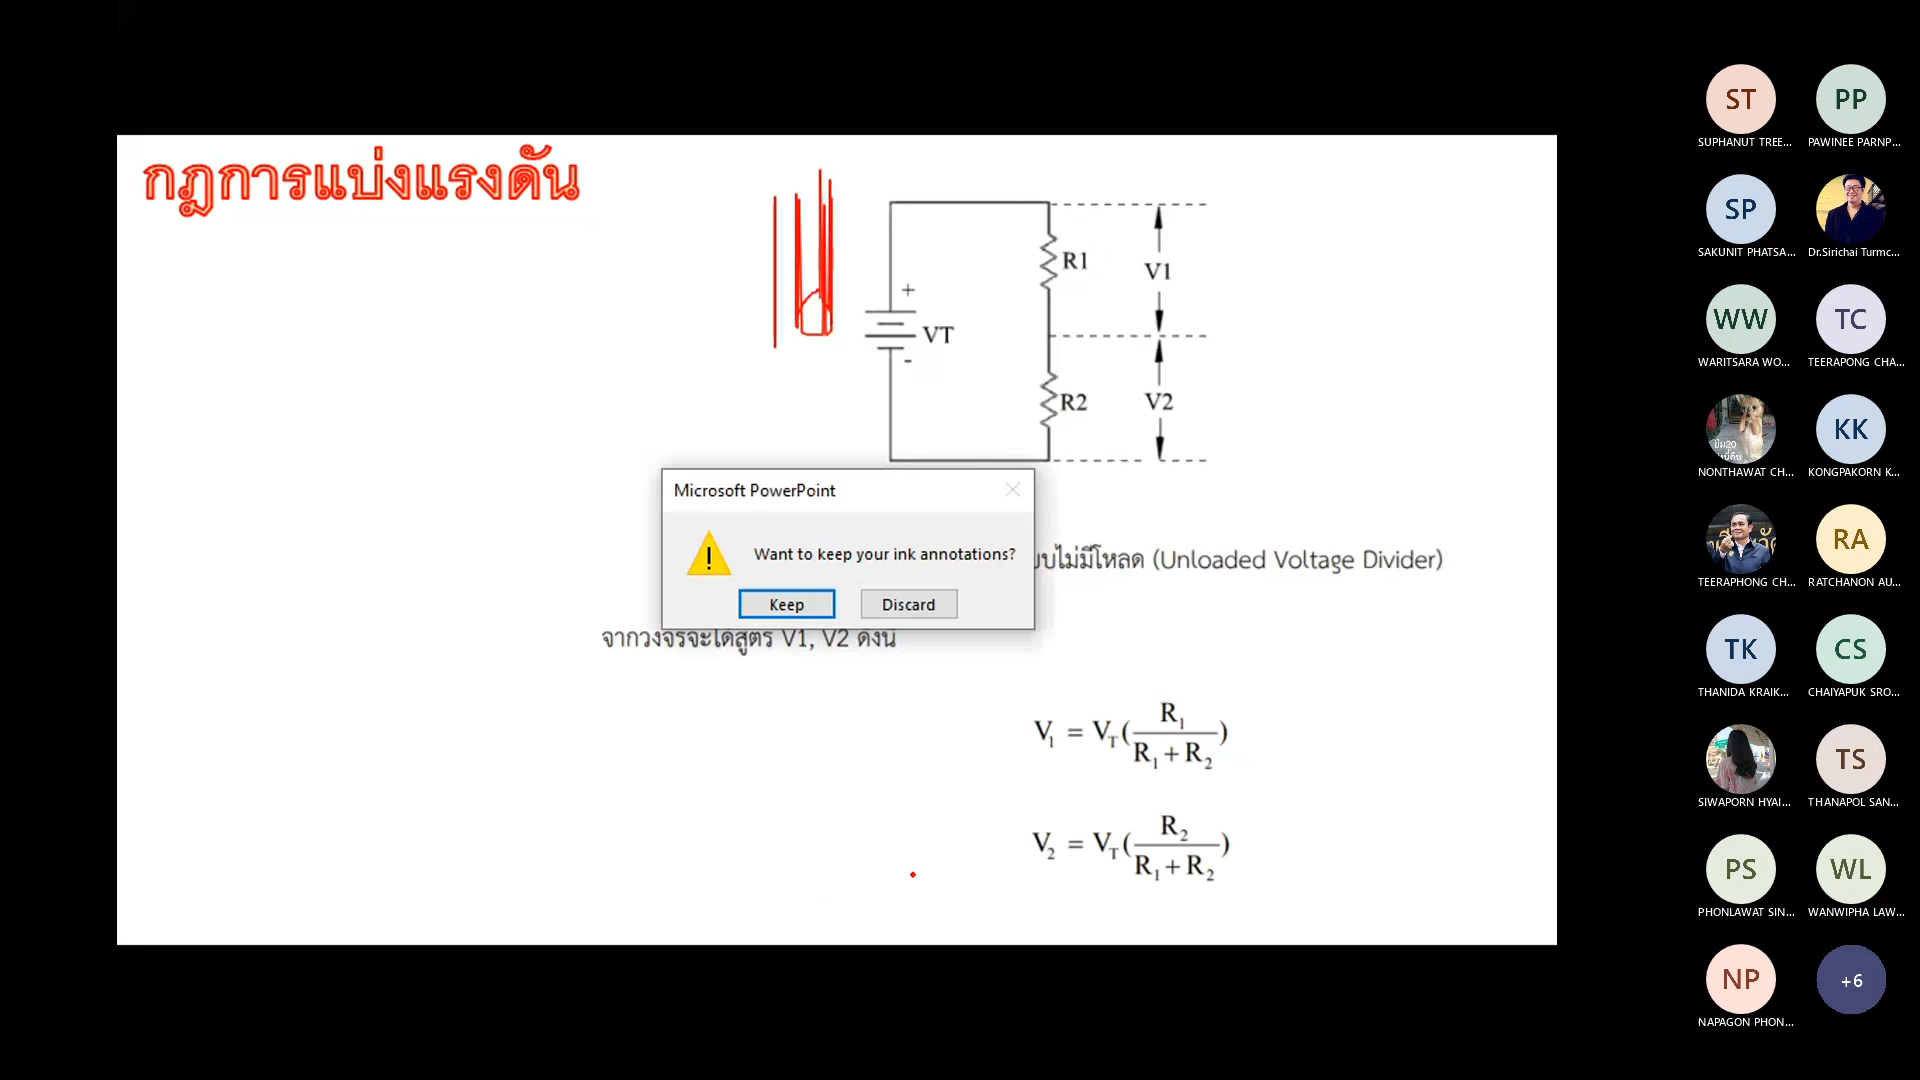 กฎการแบ่งแรงดัน
R1
V1
+
VT
-
R2
V2
Microsoft PowerPoint
Want to keep your ink annotations?
Keep
Discard
ไม่มีโหลด (Unloaded Voltage Divider)
จากวงจรจะได้สูตร V1, V2 ดังนี้
V1 = VT(R1/R1+R2)
V2 = VT(R2/R1+R2)
ST
PP
SUPHANUT TREE...
PAWINEE PARNP...
SP
SAKUNIT PHATSA...
Dr.Sirichai Turmc...
WW
TC
WARITSARA WO...
TEERAPONG CHA...
KK
NONTHAWAT CH...
KONGPAKORN K...
RA
TEERAPHONG CH...
RATCHANON AU...
TK
CS
THANIDA KRAIK...
CHAIYAPUK SRO...
TS
SIWAPORN HYAI...
THANAPOL SAN...
PS
WL
PHONLAWAT SIN...
WANWIPHA LAW...
NP
+6
NAPAGON PHON...